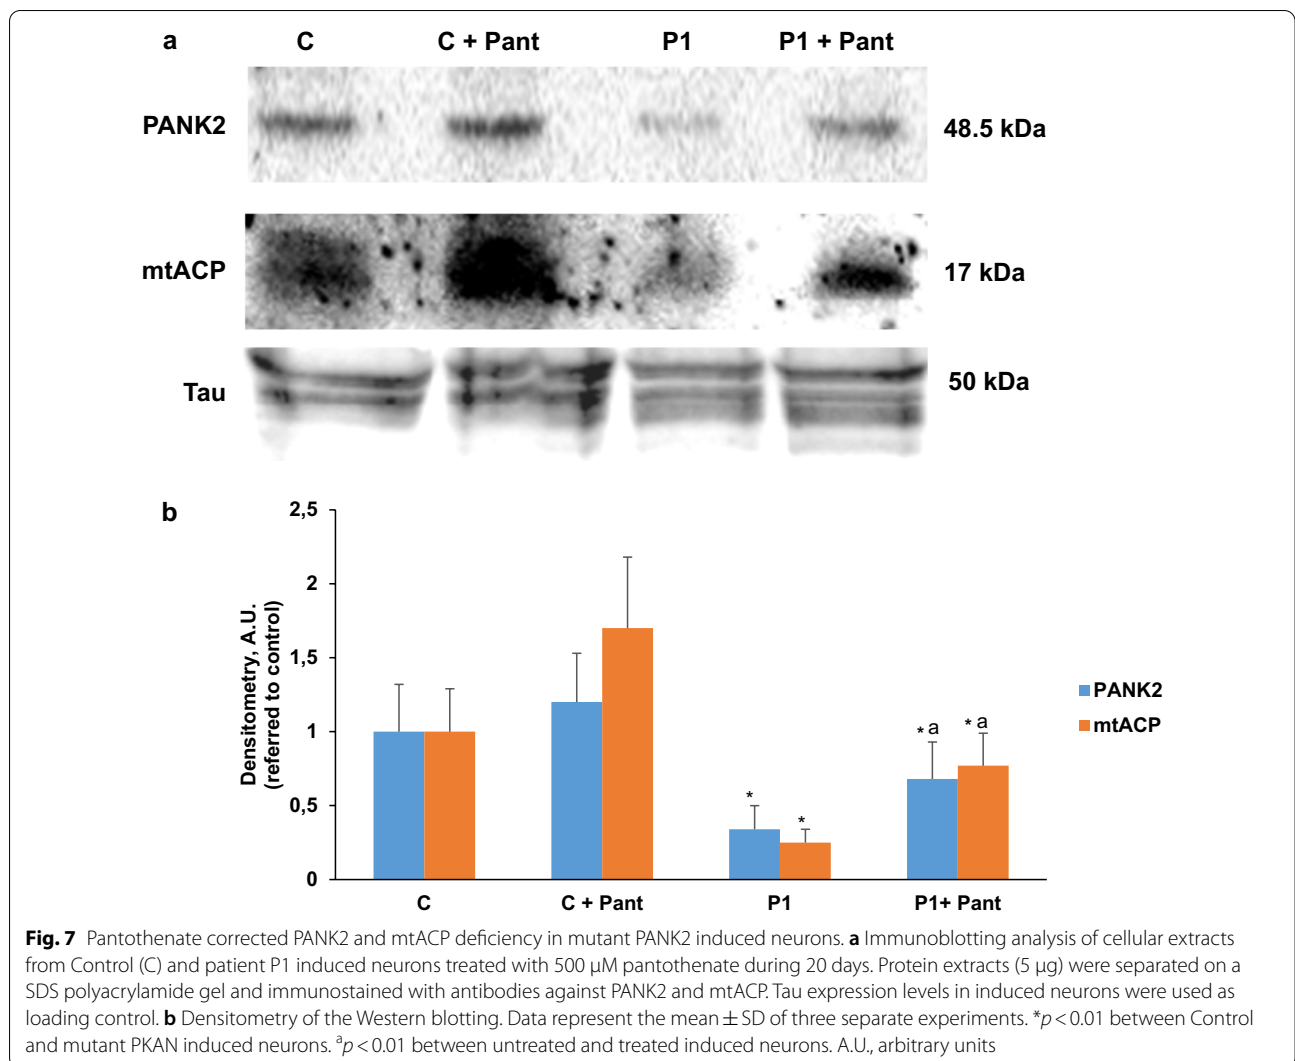 a C C + Pant P1 P1 + Pant
PANK2 48.5 kDa
mtACP 17 kDa
Tau 50 kDa
b
Densitometry, A.U.
(referred to control)
2,5
2
1,5
1
0,5
0
* * * a * a
PANK2
mtACP
C C + Pant P1 P1+ Pant
Fig. 7 Pantothenate corrected PANK2 and mtACP deficiency in mutant PANK2 induced neurons. a Immunoblotting analysis of cellular extracts
from Control (C) and patient P1 induced neurons treated with 500 µM pantothenate during 20 days. Protein extracts (5 µg) were separated on a
SDS polyacrylamide gel and immunostained with antibodies against PANK2 and mtACP. Tau expression levels in induced neurons were used as
loading control. b Densitometry of the Western blotting. Data represent the mean ± SD of three separate experiments. *p < 0.01 between Control
and mutant PKAN induced neurons. ᵃp < 0.01 between untreated and treated induced neurons. A.U., arbitrary units